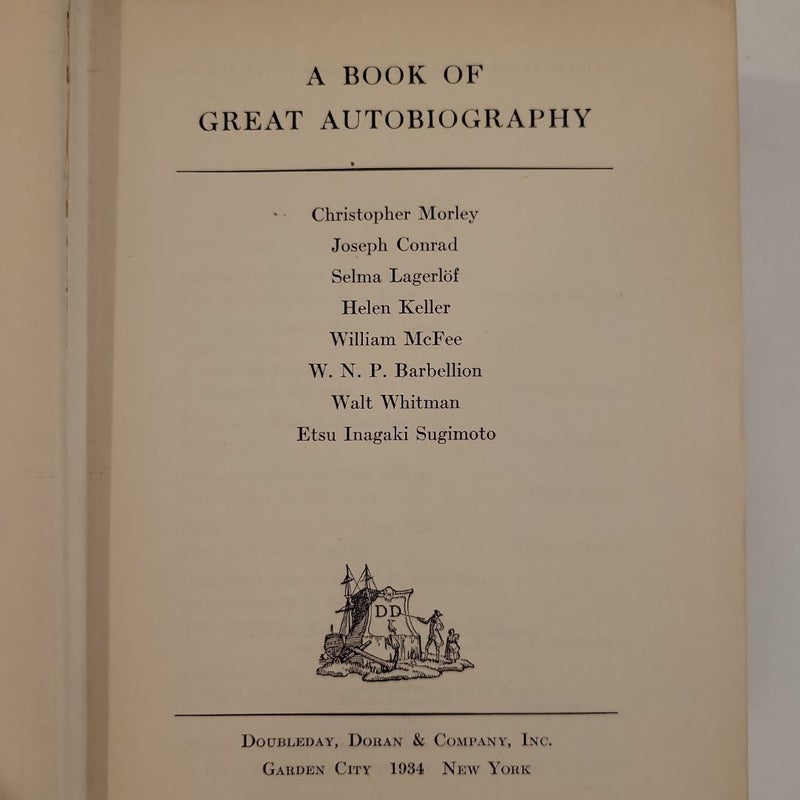 A BOOK OF
GREAT AUTOBIOGRAPHY
Christopher Morley
Joseph Conrad
Selma Lagerlöf
Helen Keller
William McFee
W. N. P. Barbellion
Walt Whitman
Etsu Inagaki Sugimoto
DD
Doubleday, Doran & Company, Inc.
Garden City 1934 New York